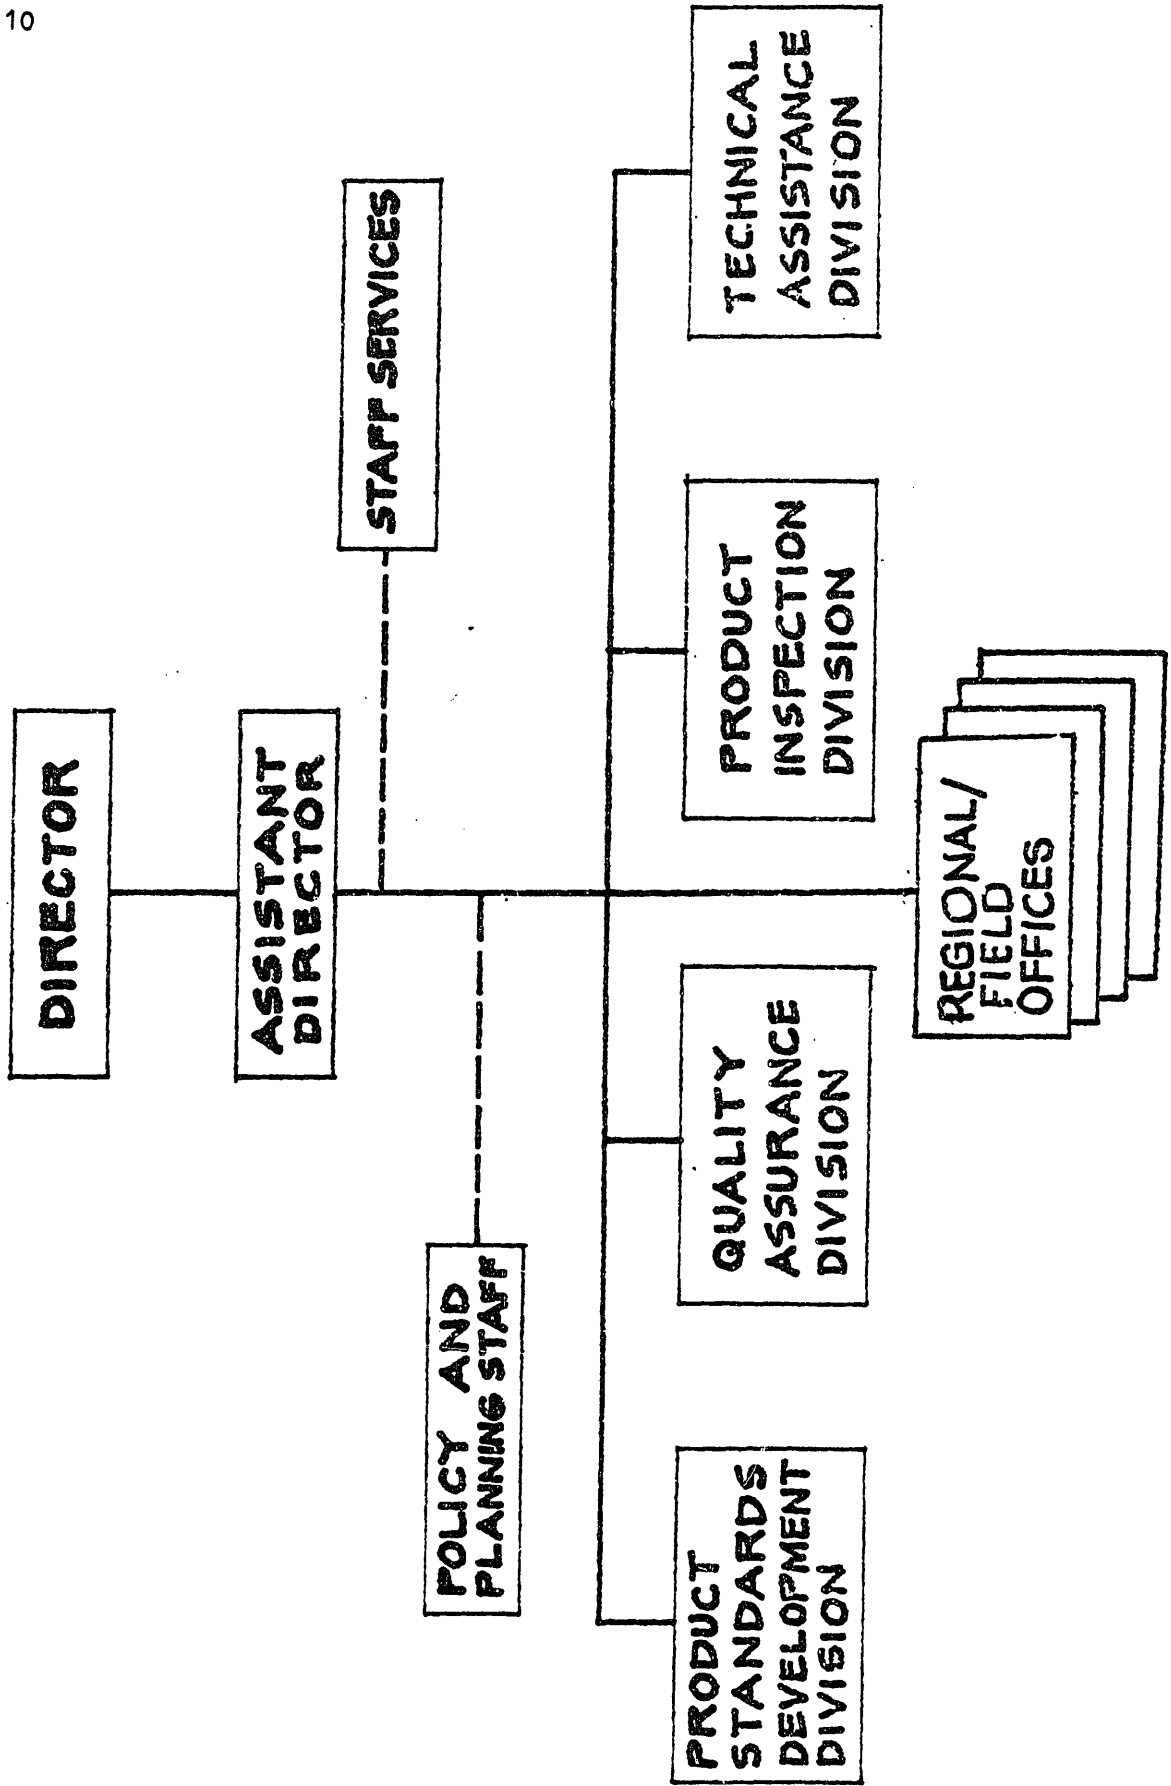 10
DIRECTOR
ASSISTANT
DIRECTOR
STAFF SERVICES
POLICY AND
PLANNING STAFF
PRODUCT
STANDARDS
DEVELOPMENT
DIVISION
QUALITY
ASSURANCE
DIVISION
PRODUCT
INSPECTION
DIVISION
TECHNICAL
ASSISTANCE
DIVISION
REGIONAL/
FIELD
OFFICES